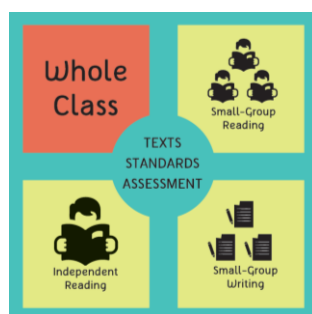 Whole
Class
Small-Group
Reading
TEXTS
STANDARDS
ASSESSMENT
Independent
Reading
Small-Group
Writing